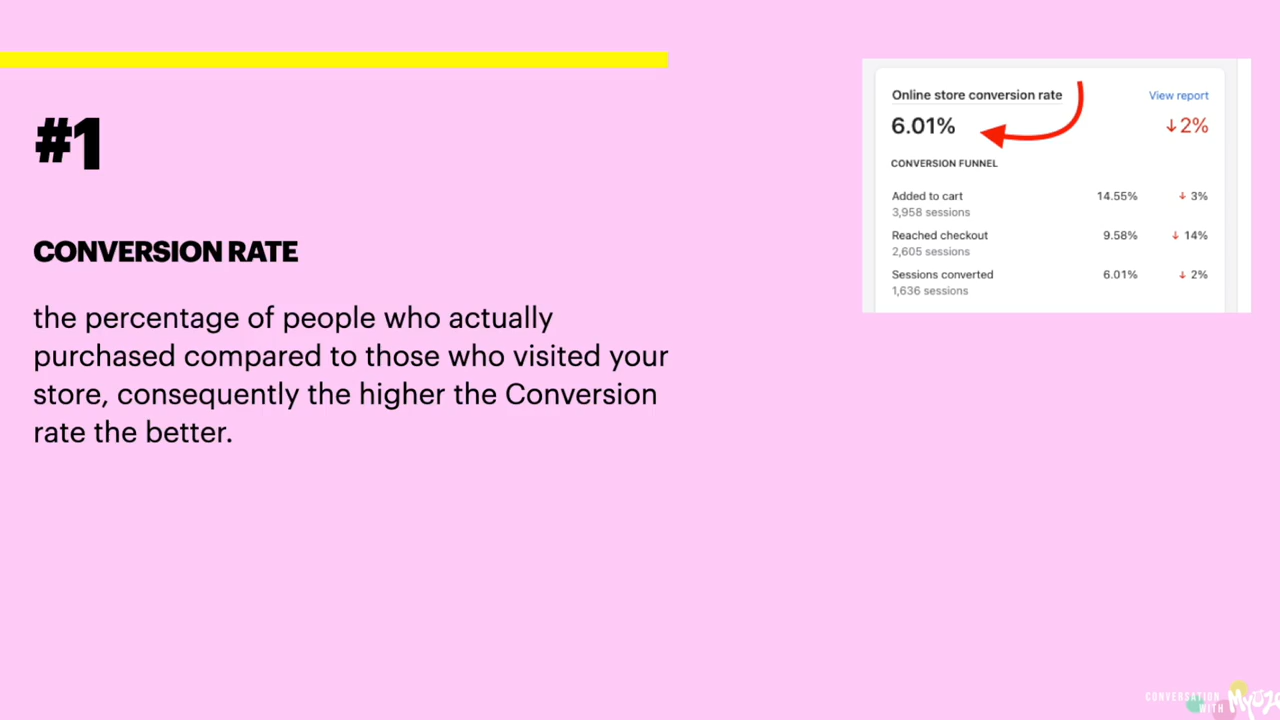 #1
CONVERSION RATE
the percentage of people who actually
purchased compared to those who visited your
store, consequently the higher the Conversion
rate the better.
Online store conversion rate View report
6.01% ↓2%
CONVERSION FUNNEL
Added to cart 14.55% ↓ 3%
3,958 sessions
Reached checkout 9.58% ↓ 14%
2,605 sessions
Sessions converted 6.01% ↓ 2%
1,636 sessions
CONVERSATION
WITH